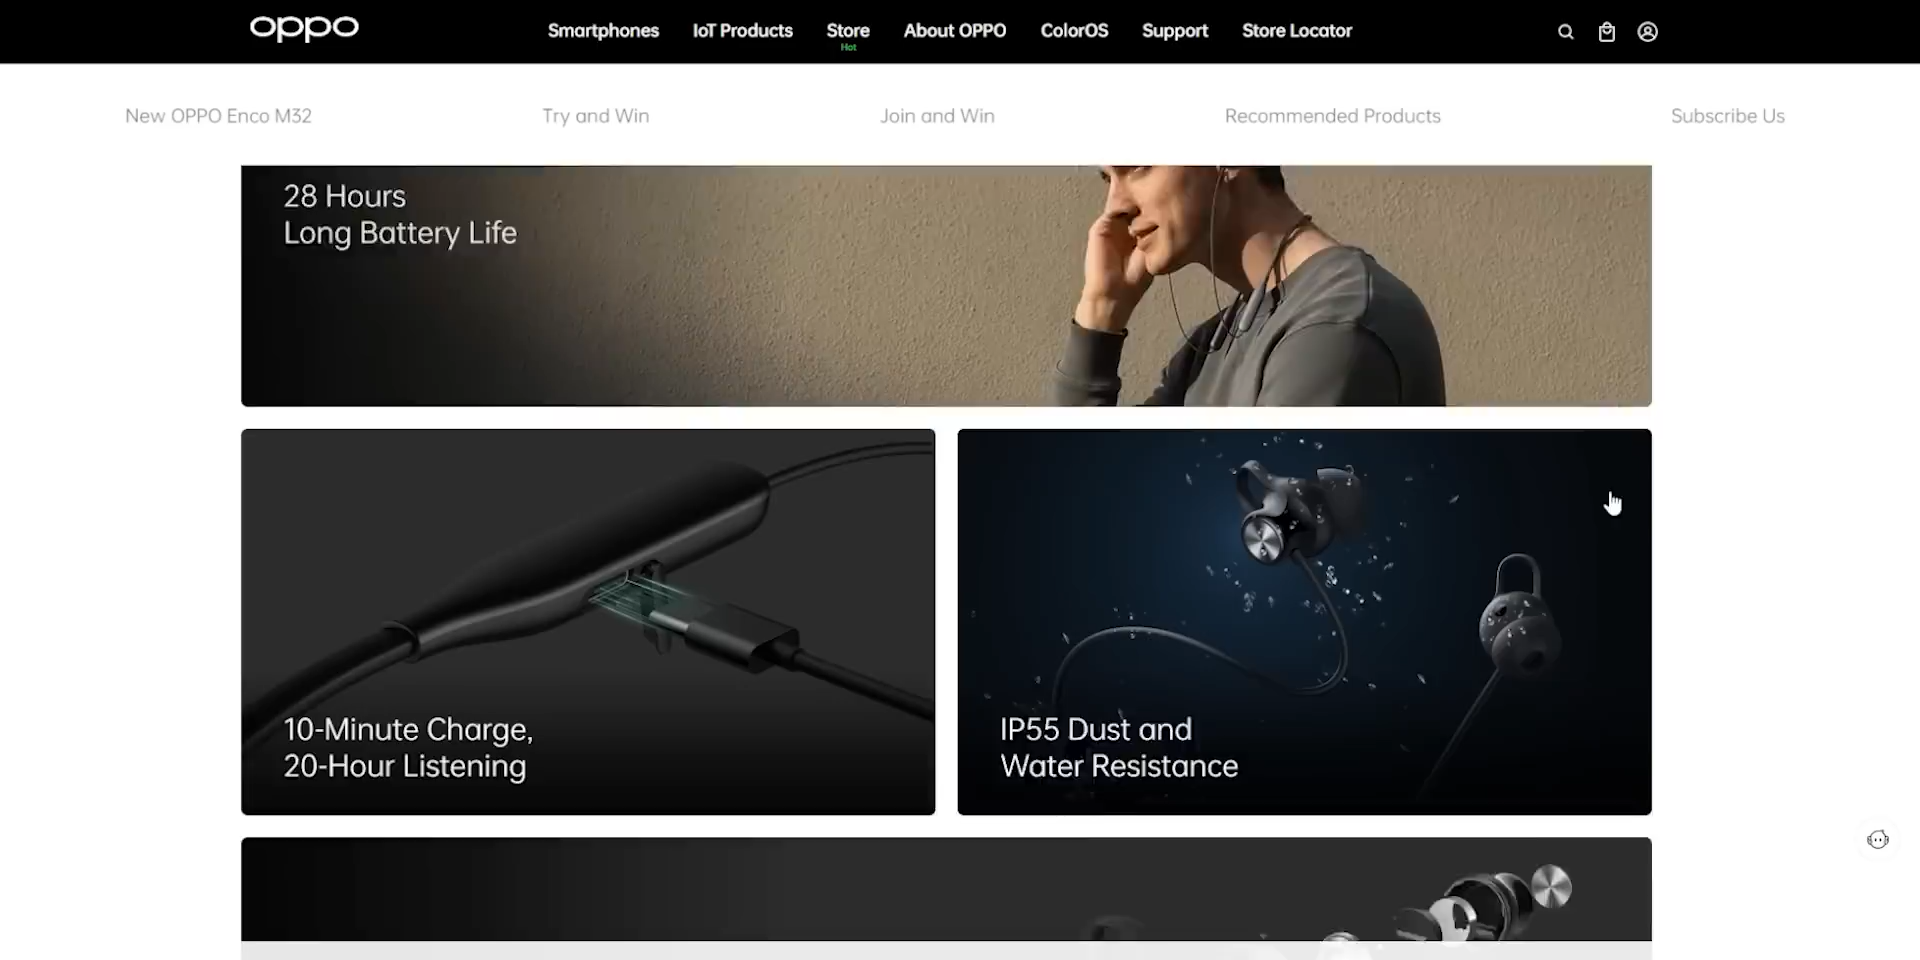 oppo
Smartphones
IoT Products
Store
Hot
About OPPO
ColorOS
Support
Store Locator
New OPPO Enco M32
Try and Win
Join and Win
Recommended Products
Subscribe Us
28 Hours
Long Battery Life
10-Minute Charge,
20-Hour Listening
IP55 Dust and
Water Resistance